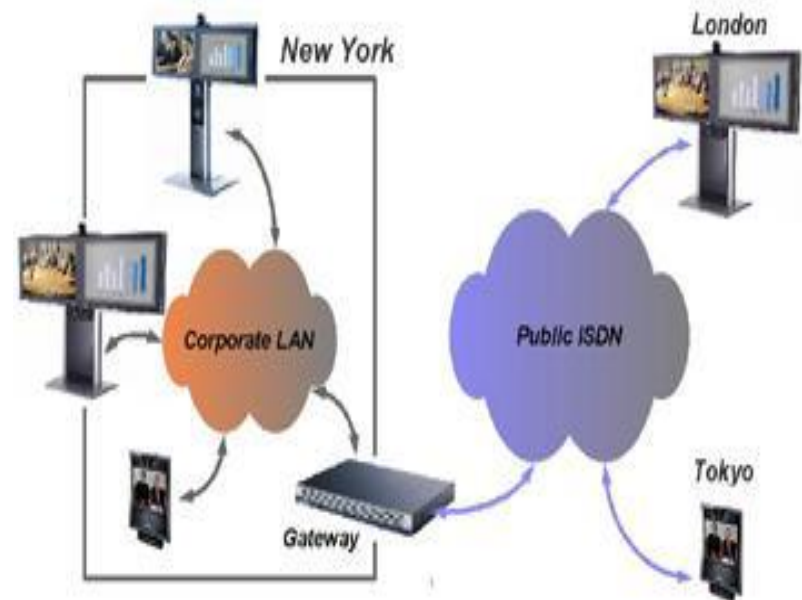 New York
London
Corporate LAN
Public ISDN
Gateway
Tokyo